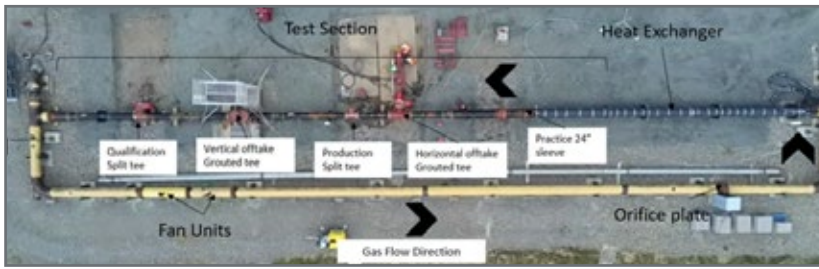 Test Section
Heat Exchanger
Qualification
Split tee
Vertical offtake
Grouted tee
Production
Split tee
Horizontal offtake
Grouted tee
Practice 24"
sleeve
Fan Units
Orifice plate
Gas Flow Direction